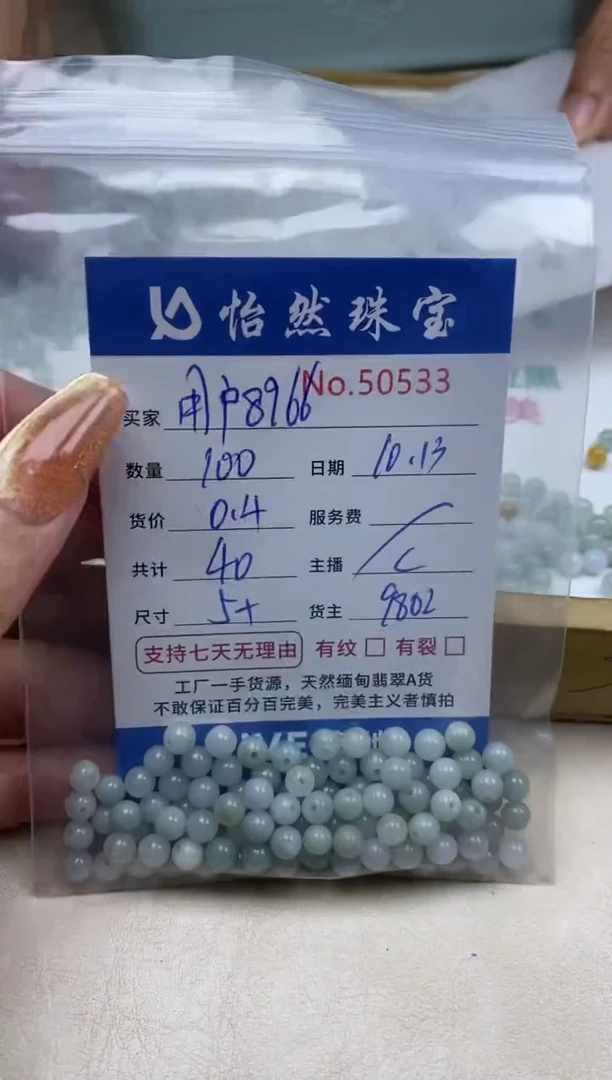 怡然珠宝
No.50533
买家 用户8966
数量 100 日期 10.13
货价 0.4 服务费
共计 40 主播
尺寸 5+ 货主 9802
支持七天无理由 有纹 □ 有裂 □
工厂一手货源，天然缅甸翡翠A货
不敢保证百分百完美，完美主义者慎拍